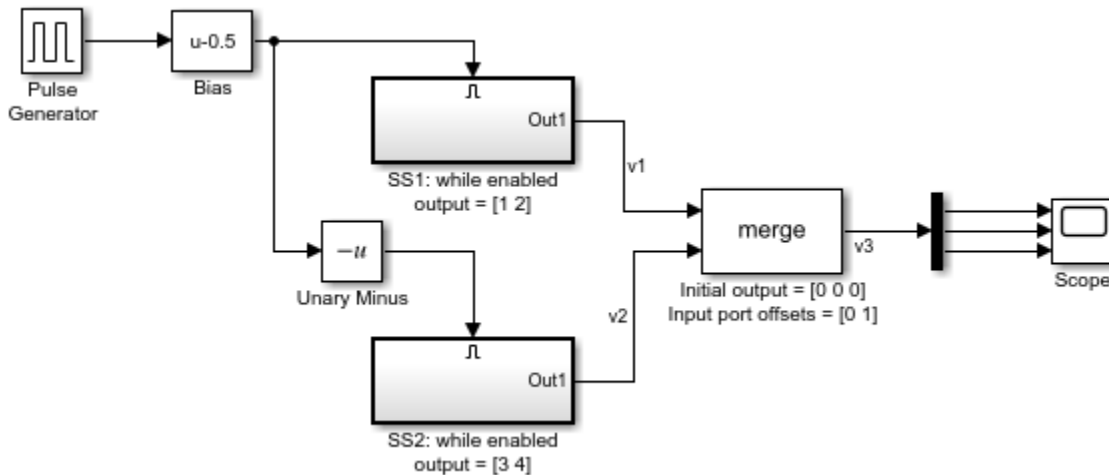 u-0.5
Pulse
Generator
Bias
Out1
SS1: while enabled
output = [1 2]
v1
−u
Unary Minus
merge
v3
Scope
Initial output = [0 0 0]
Input port offsets = [0 1]
v2
Out1
SS2: while enabled
output = [3 4]